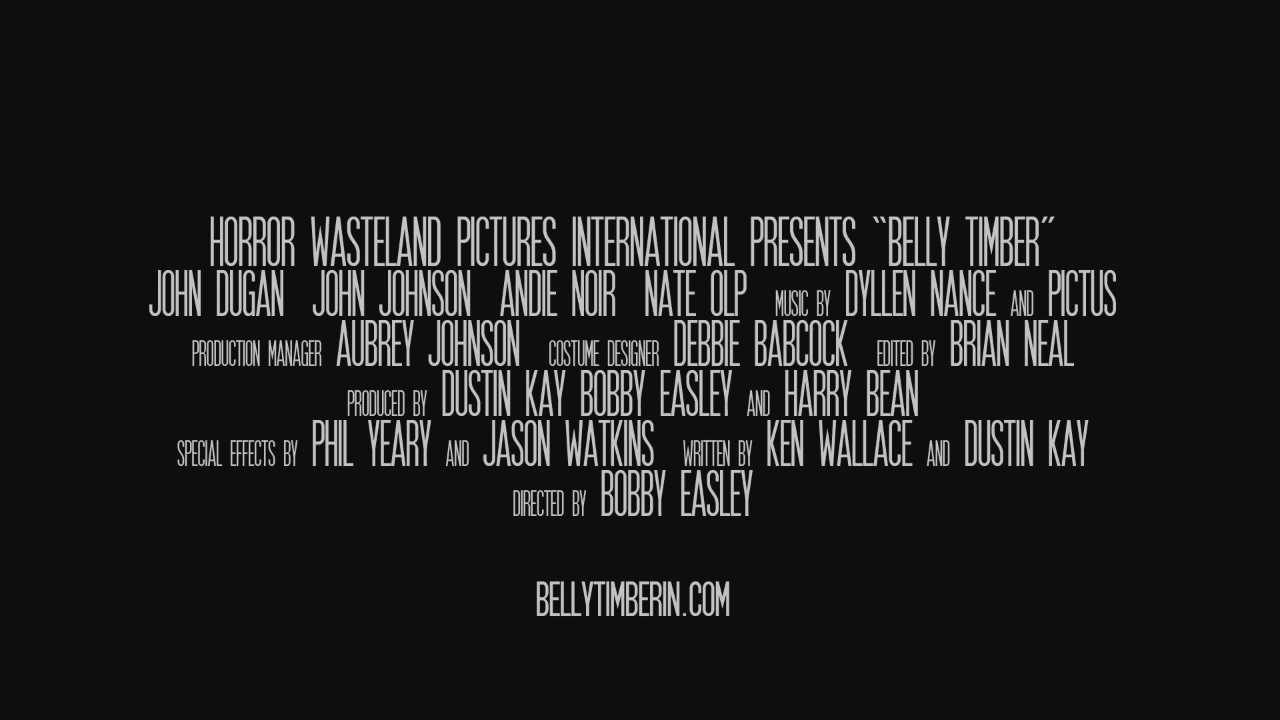 HORROR WASTELAND PICTURES INTERNATIONAL PRESENTS “BELLY TIMBER”
JOHN DUGAN JOHN JOHNSON ANDIE NOIR NATE OLP MUSIC BY DYLLEN NANCE AND PICTUS
PRODUCTION MANAGER AUBREY JOHNSON COSTUME DESIGNER DEBBIE BABCOCK EDITED BY BRIAN NEAL
PRODUCED BY DUSTIN KAY BOBBY EASLEY AND HARRY BEAN
SPECIAL EFFECTS BY PHIL YEARY AND JASON WATKINS WRITTEN BY KEN WALLACE AND DUSTIN KAY
DIRECTED BY BOBBY EASLEY
BELLYTIMBERIN.COM